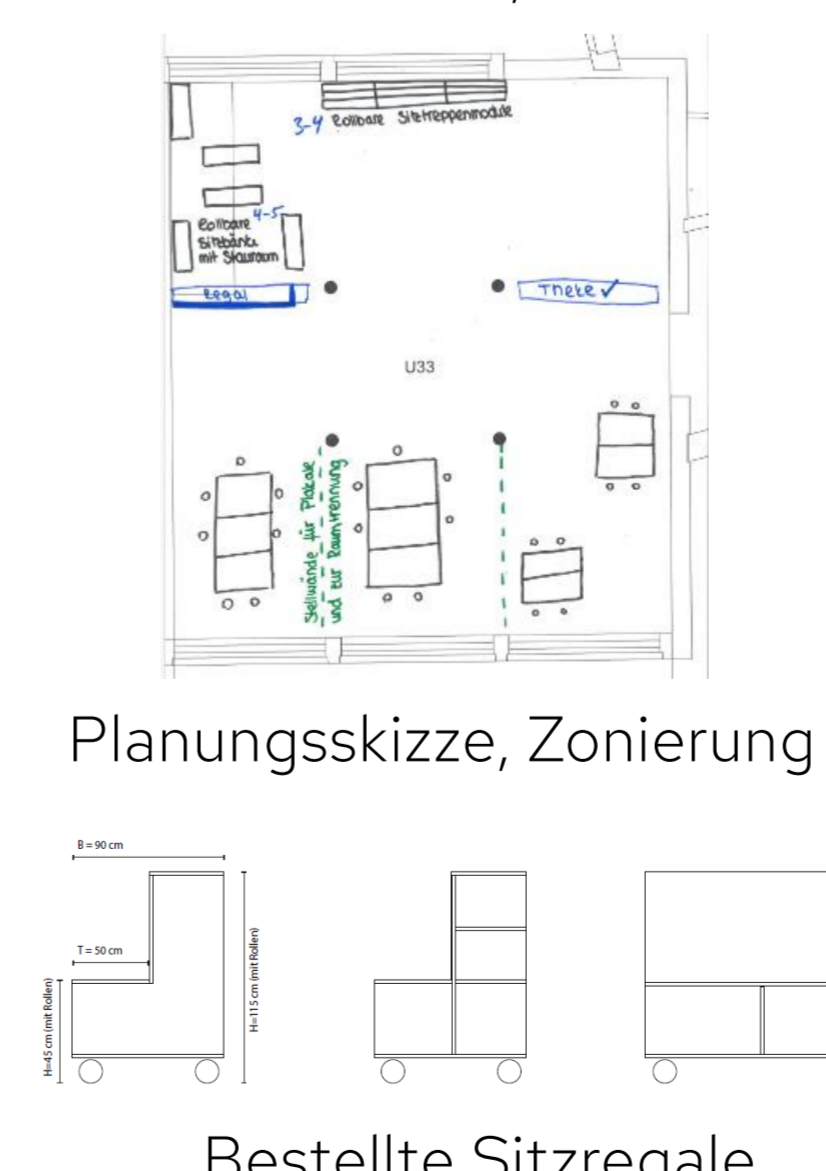 3-4 Rollbare Sitztreppenmodule
4-5
Rollbare
Sitzbänke
mit Stauraum
Regal
Theke ✓
U33
Stellwände für Plakate
und zur Raumtrennung
Planungsskizze, Zonierung
B = 90 cm
T = 50 cm
H=45 cm (mit Rollen)
H=115 cm (mit Rollen)
Bestellte Sitzregale